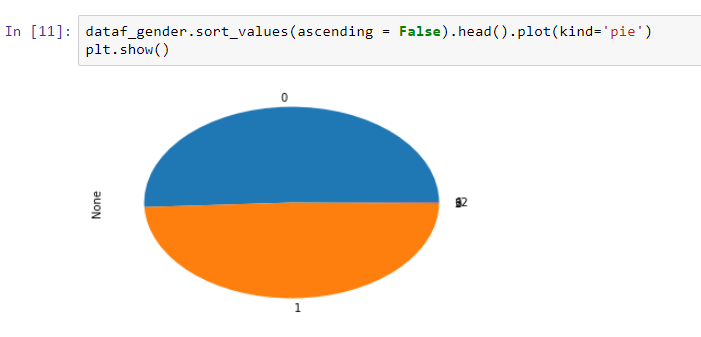 In [11]: dataf_gender.sort_values(ascending = False).head().plot(kind='pie')
plt.show()
0
None
1